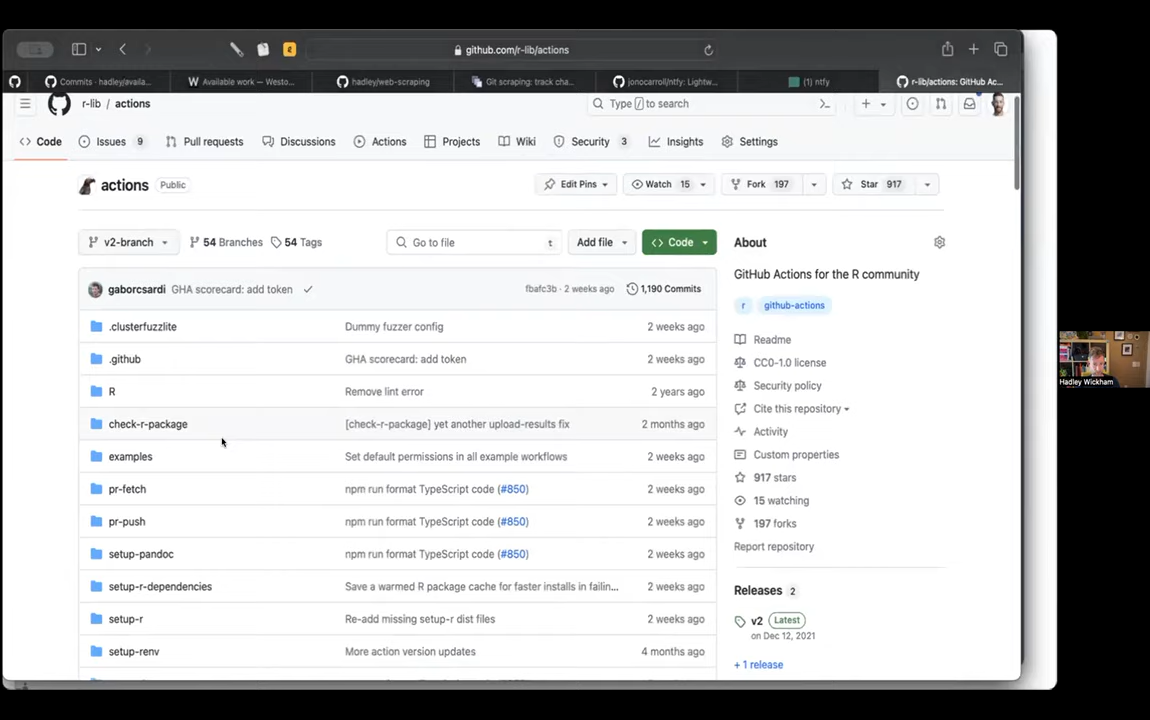 github.com/r-lib/actions
Commits · hadley/availa...
Available work — Westo...
hadley/web-scraping
Git scraping: track cha...
jonocarroll/ntfy: Lightw...
(1) ntfy
r-lib/actions: GitHub Ac...
r-lib / actions
Type / to search
Code
Issues 9
Pull requests
Discussions
Actions
Projects
Wiki
Security 3
Insights
Settings
actions Public
Edit Pins
Watch 15
Fork 197
Star 917
v2-branch
54 Branches
54 Tags
Go to file t
Add file
<> Code
About
GitHub Actions for the R community
gaborcsardi GHA scorecard: add token fbafc3b · 2 weeks ago 1,190 Commits
r github-actions
.clusterfuzzlite Dummy fuzzer config 2 weeks ago
.github GHA scorecard: add token 2 weeks ago
R Remove lint error 2 years ago
check-r-package [check-r-package] yet another upload-results fix 2 months ago
examples Set default permissions in all example workflows 2 weeks ago
pr-fetch npm run format TypeScript code (#850) 2 weeks ago
pr-push npm run format TypeScript code (#850) 2 weeks ago
setup-pandoc npm run format TypeScript code (#850) 2 weeks ago
setup-r-dependencies Save a warmed R package cache for faster installs in failin... 2 weeks ago
setup-r Re-add missing setup-r dist files 2 weeks ago
setup-renv More action version updates 4 months ago
Readme
CC0-1.0 license
Security policy
Cite this repository
Activity
Custom properties
917 stars
15 watching
197 forks
Report repository
Releases 2
v2 Latest
on Dec 12, 2021
+ 1 release
Hadley Wickham